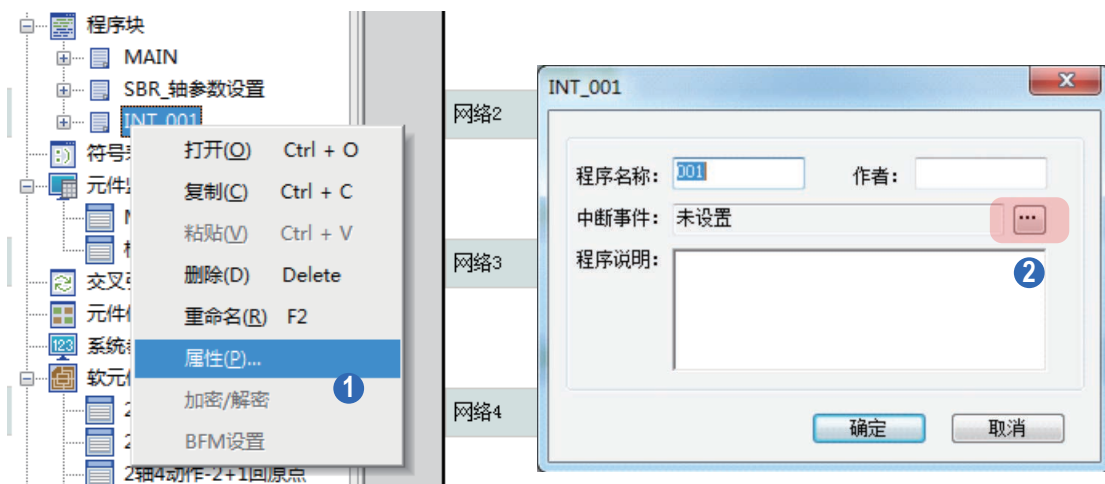 程序块
MAIN
SBR_轴参数设置
INT_001
符号
元件
交叉
元件
系统
软元
2轴4动作-2+1回原点
打开(O) Ctrl + O
复制(C) Ctrl + C
粘贴(V) Ctrl + V
删除(D) Delete
重命名(R) F2
属性(P)...
加密/解密
BFM设置
1
网络2
网络3
网络4
INT_001
程序名称: 001 作者:
中断事件: 未设置 ...
程序说明:
2
确定 取消